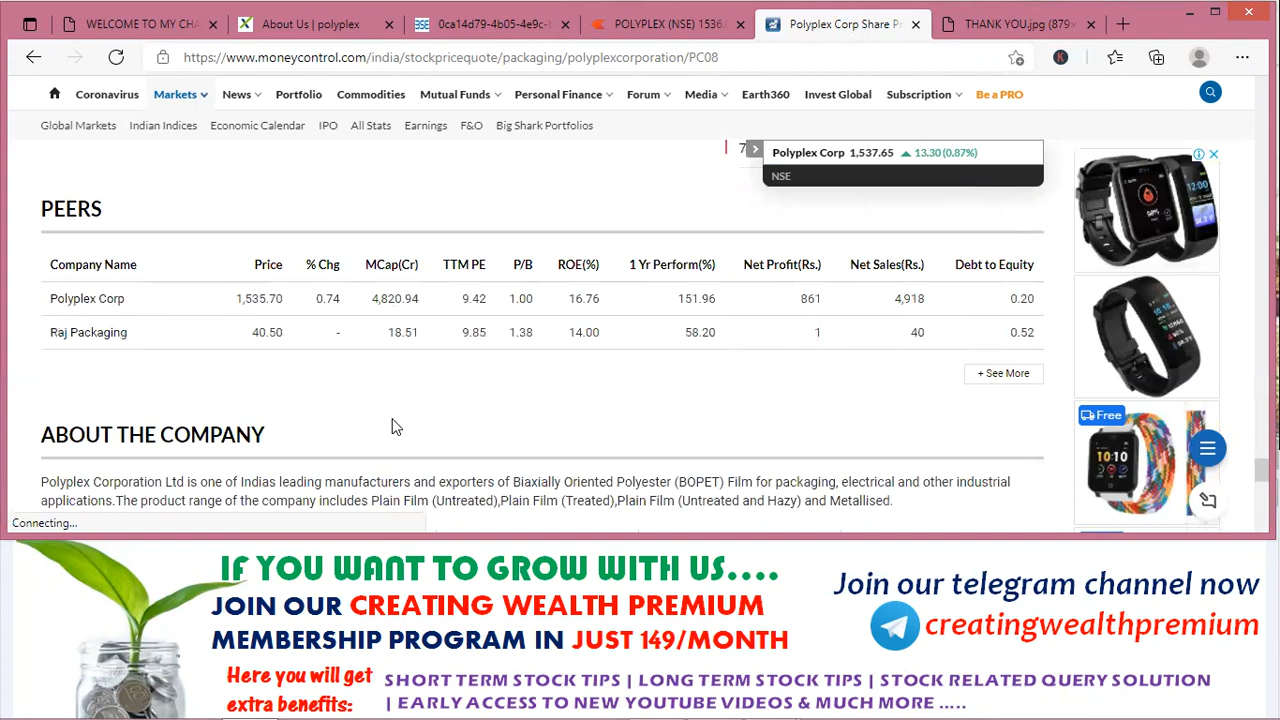 WELCOME TO MY CHA
About Us | polyplex
0ca14d79-4b05-4e9c-b
POLYPLEX (NSE) 1536.0
Polyplex Corp Share Pr
THANK YOU.jpg (879×
https://www.moneycontrol.com/india/stockpricequote/packaging/polyplexcorporation/PC08
Coronavirus Markets News Portfolio Commodities Mutual Funds Personal Finance Forum Media Earth360 Invest Global Subscription Be a PRO
Global Markets Indian Indices Economic Calendar IPO All Stats Earnings F&O Big Shark Portfolios
7
Polyplex Corp 1,537.65 13.30 (0.87%)
NSE
PEERS
Company Name Price % Chg MCap(Cr) TTM PE P/B ROE(%) 1 Yr Perform(%) Net Profit(Rs.) Net Sales(Rs.) Debt to Equity
Polyplex Corp 1,535.70 0.74 4,820.94 9.42 1.00 16.76 151.96 861 4,918 0.20
Raj Packaging 40.50 - 18.51 9.85 1.38 14.00 58.20 1 40 0.52
+ See More
ABOUT THE COMPANY
Polyplex Corporation Ltd is one of Indias leading manufacturer and exporters of Biaxially Oriented Polyester (BOPET) Film for packaging, electrical and other industrial
applications.The product range of the company includes Plain Film (Untreated),Plain Film (Treated),Plain Film (Untreated and Hazy) and Metallised.
Free
10:10
Connecting...
IF YOU WANT TO GROW WITH US....
JOIN OUR CREATING WEALTH PREMIUM
MEMBERSHIP PROGRAM IN JUST 149/MONTH
Here you will get
extra benefits:
SHORT TERM STOCK TIPS | LONG TERM STOCK TIPS | STOCK RELATED QUERY SOLUTION
| EARLY ACCESS TO NEW YOUTUBE VIDEOS & MUCH MORE .....
Join our telegram channel now
creatingwealthpremium